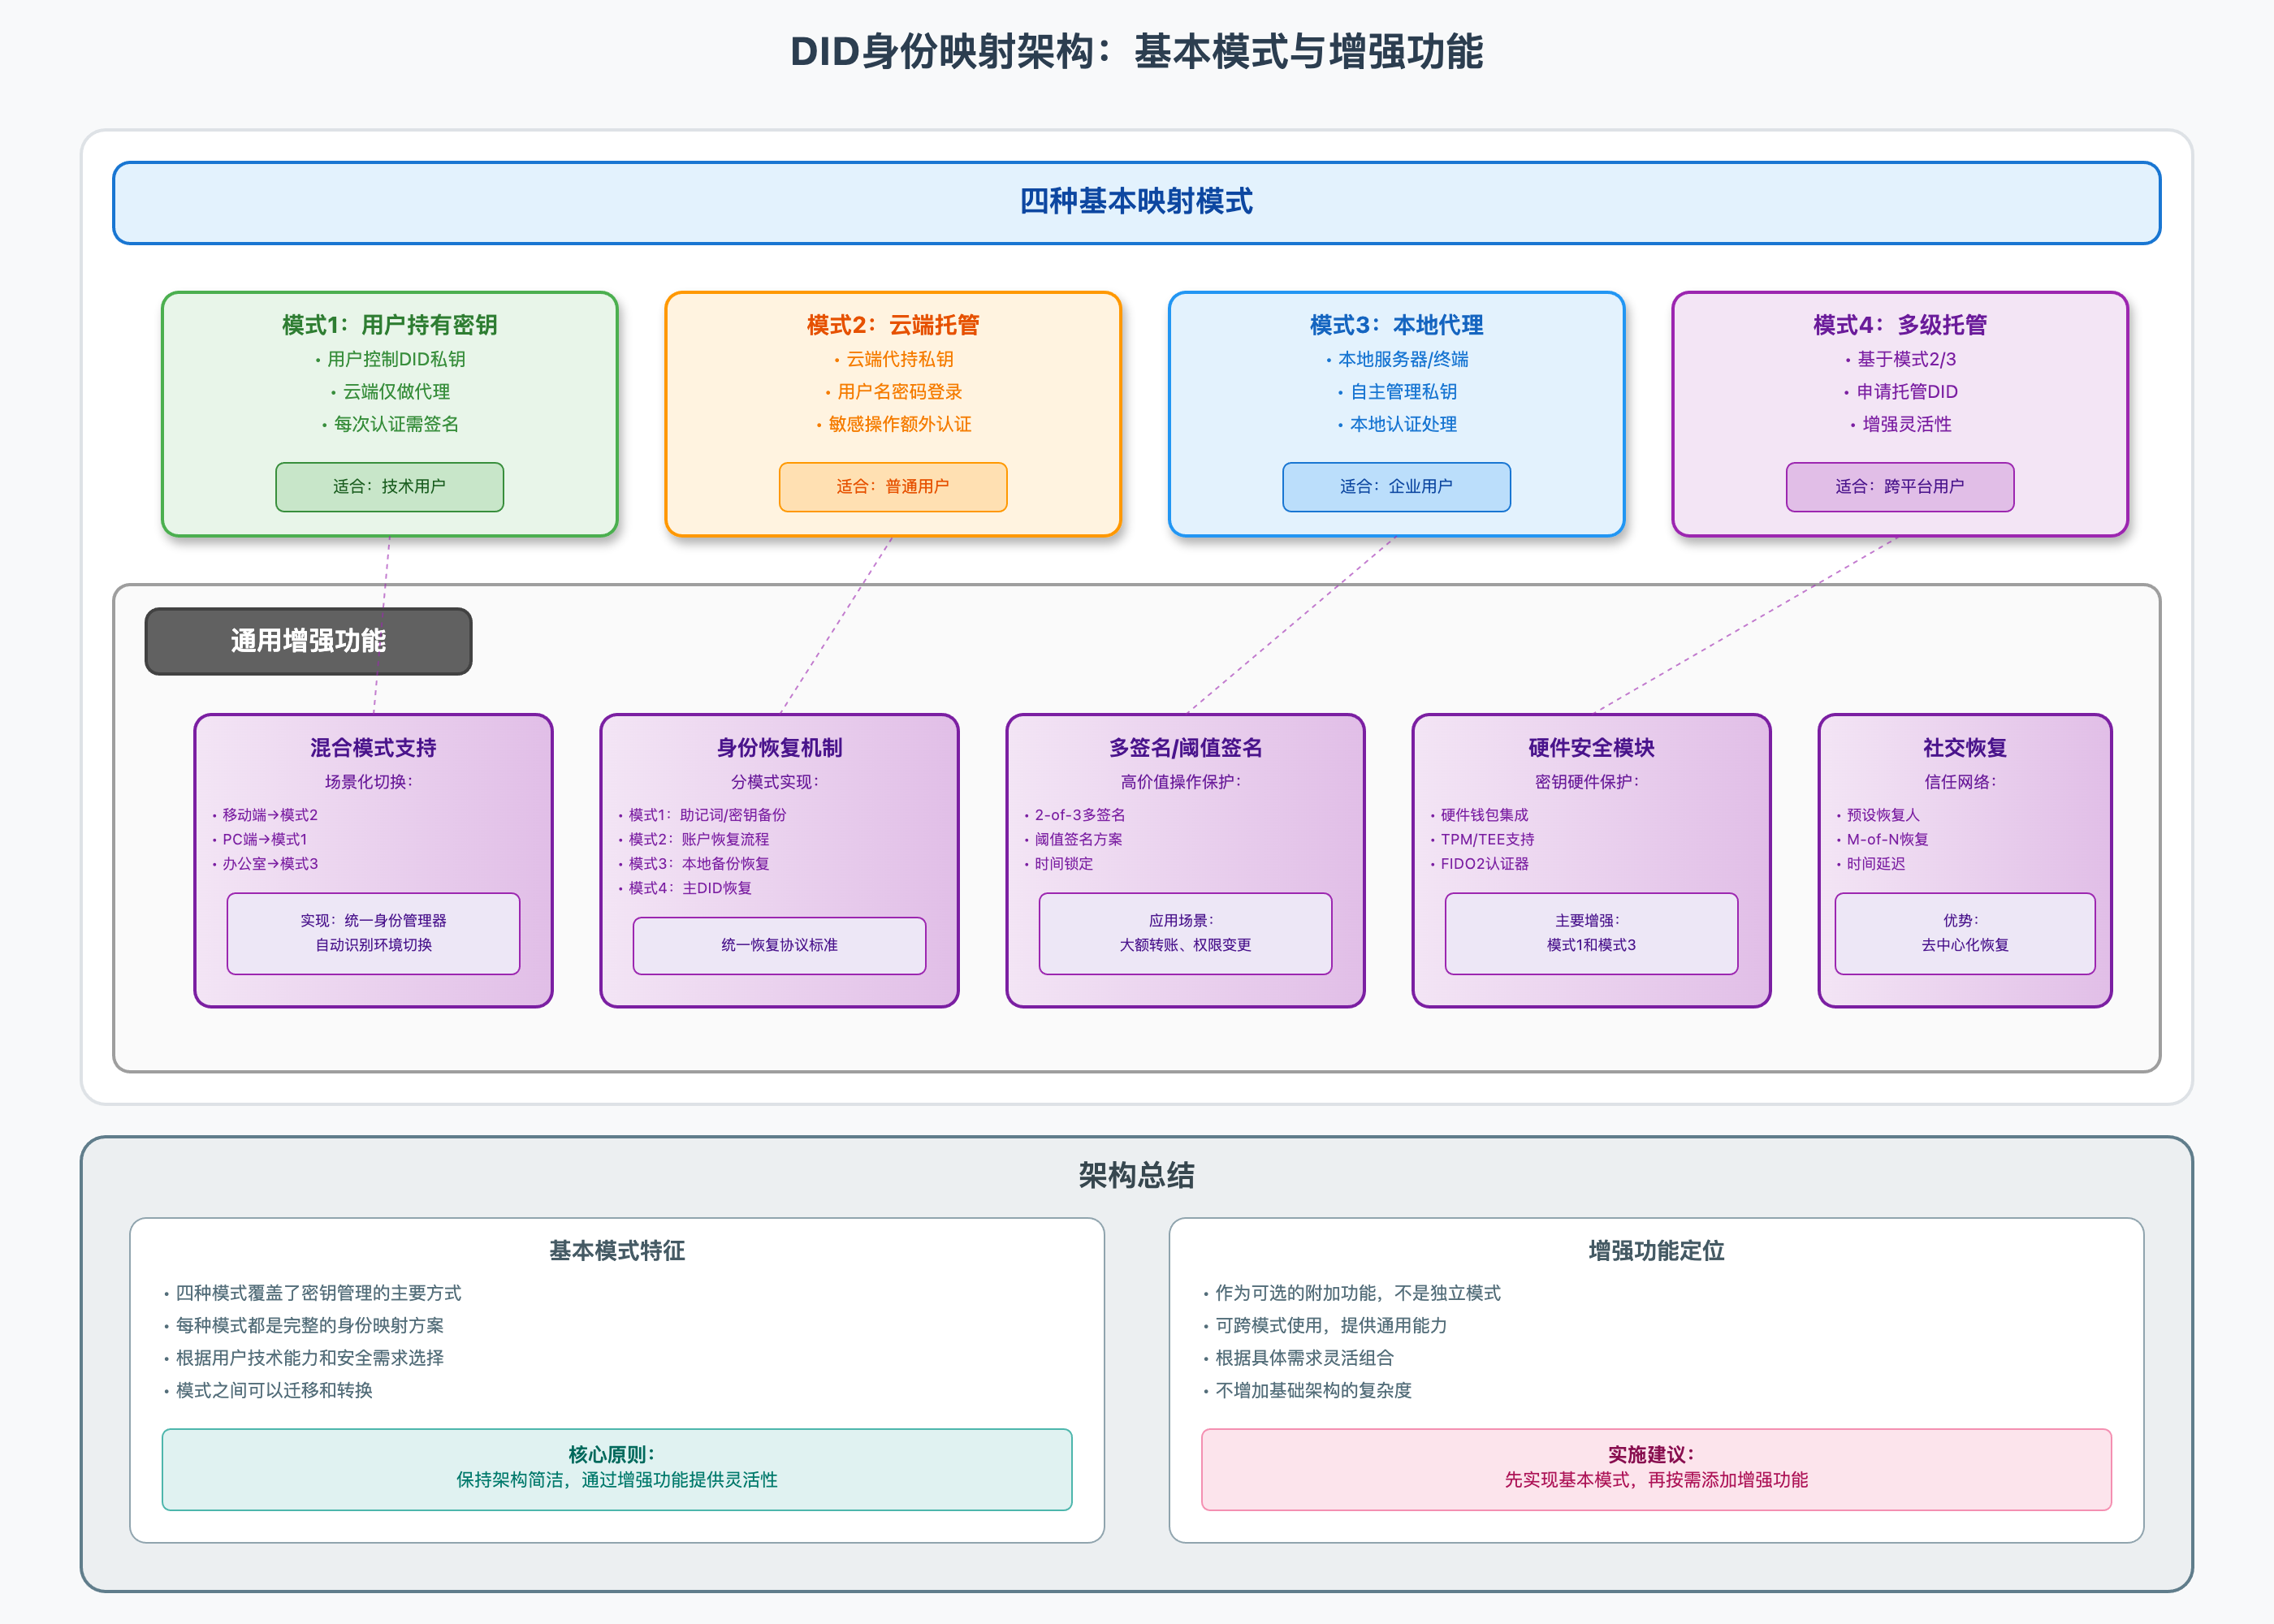 DID身份映射架构：基本模式与增强功能
四种基本映射模式
模式1：用户持有密钥
• 用户控制DID私钥
• 云端仅做代理
• 每次认证需签名
适合：技术用户
模式2：云端托管
• 云端代持私钥
• 用户名密码登录
• 敏感操作额外认证
适合：普通用户
模式3：本地代理
• 本地服务器/终端
• 自主管理私钥
• 本地认证处理
适合：企业用户
模式4：多级托管
• 基于模式2/3
• 申请托管DID
• 增强灵活性
适合：跨平台用户
通用增强功能
混合模式支持
场景化切换：
• 移动端→模式2
• PC端→模式1
• 办公室→模式3
实现：统一身份管理器
自动识别环境切换
身份恢复机制
分模式实现：
• 模式1：助记词/密钥备份
• 模式2：账户恢复流程
• 模式3：本地备份恢复
• 模式4：主DID恢复
统一恢复协议标准
多签名/阈值签名
高价值操作保护：
• 2-of-3多签名
• 阈值签名方案
• 时间锁定
应用场景：
大额转账、权限变更
硬件安全模块
密钥硬件保护：
• 硬件钱包集成
• TPM/TEE支持
• FIDO2认证器
主要增强：
模式1和模式3
社交恢复
信任网络：
• 预设恢复人
• M-of-N恢复
• 时间延迟
优势：
去中心化恢复
架构总结
基本模式特征
• 四种模式覆盖了密钥管理的主要方式
• 每种模式都是完整的身份映射方案
• 根据用户技术能力和安全需求选择
• 模式之间可以迁移和转换
核心原则：
保持架构简洁，通过增强功能提供灵活性
增强功能定位
• 作为可选的附加功能，不是独立模式
• 可跨模式使用，提供通用能力
• 根据具体需求灵活组合
• 不增加基础架构的复杂度
实施建议：
先实现基本模式，再按需添加增强功能